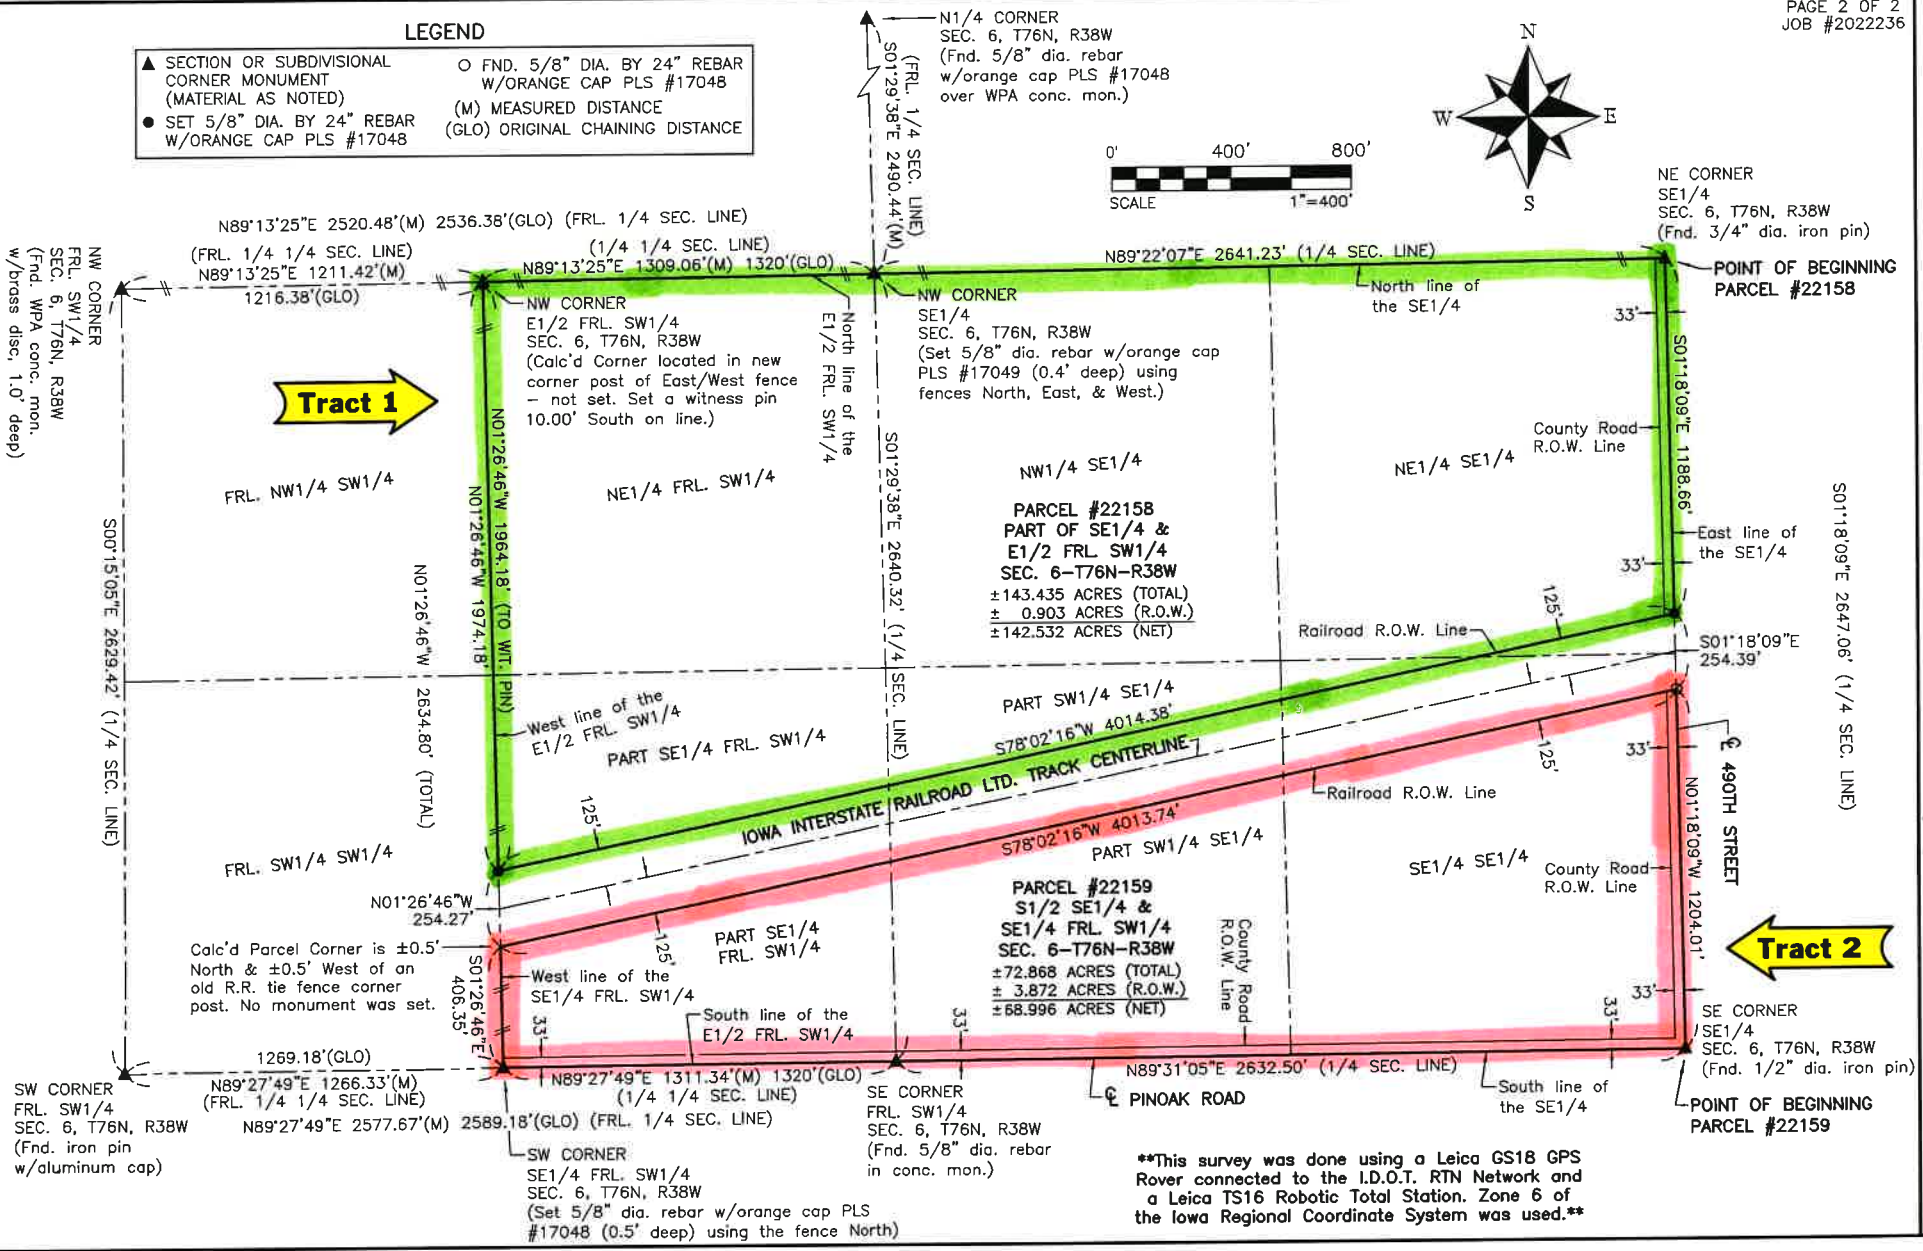 PAGE 2 OF 2
JOB #2022236
LEGEND
▲ SECTION OR SUBDIVISIONAL
CORNER MONUMENT
(MATERIAL AS NOTED)
● SET 5/8" DIA. BY 24" REBAR
W/ORANGE CAP PLS #17048
○ FND. 5/8" DIA. BY 24" REBAR
W/ORANGE CAP PLS #17048
(M) MEASURED DISTANCE
(GLO) ORIGINAL CHAINING DISTANCE
N1/4 CORNER
SEC. 6, T76N, R38W
(Fnd. 5/8" dia. rebar
w/orange cap PLS #17048
over WPA conc. mon.)
(FRL. 1/4 SEC. LINE)
S01°29'38"E 2490.44'(M)
0' 400' 800'
SCALE 1"=400'
N
W E
S
NE CORNER
SE1/4
SEC. 6, T76N, R38W
(Fnd. 3/4" dia. iron pin)
POINT OF BEGINNING
PARCEL #22158
N89°13'25"E 2520.48'(M) 2536.38'(GLO) (FRL. 1/4 SEC. LINE)
(FRL. 1/4 1/4 SEC. LINE)
N89°13'25"E 1211.42'(M)
1216.38'(GLO)
(1/4 1/4 SEC. LINE)
N89°13'25"E 1309.06'(M) 1320'(GLO)
N89°22'07"E 2641.23' (1/4 SEC. LINE)
NW CORNER
FRL. SW1/4
SEC. 6, T76N, R38W
(Fnd. WPA conc. mon.
w/brass disc, 1.0' deep)
NW CORNER
E1/2 FRL. SW1/4
SEC. 6, T76N, R38W
(Calc'd Corner located in new
corner post of East/West fence
– not set. Set a witness pin
10.00' South on line.)
North line of the
E1/2 FRL. SW1/4
NW CORNER
SE1/4
SEC. 6, T76N, R38W
(Set 5/8" dia. rebar w/orange cap
PLS #17049 (0.4' deep) using
fences North, East, & West.)
North line of
the SE1/4
33'
S01°18'09"E 1188.66'
Tract 1
County Road
R.O.W. Line
FRL. NW1/4 SW1/4
NE1/4 FRL. SW1/4
NW1/4 SE1/4
NE1/4 SE1/4
N01°26'46"W 1964.18' (TO WIT. PIN)
N01°26'46"W 1974.18'
N01°26'46"W 2634.80' (TOTAL)
S00°15'05"E 2629.42' (1/4 SEC. LINE)
S01°29'38"E 2640.32' (1/4 SEC. LINE)
S01°18'09"E 2647.06' (1/4 SEC. LINE)
PARCEL #22158
PART OF SE1/4 &
E1/2 FRL. SW1/4
SEC. 6–T76N–R38W
±143.435 ACRES (TOTAL)
± 0.903 ACRES (R.O.W.)
±142.532 ACRES (NET)
East line of
the SE1/4
33'
125'
Railroad R.O.W. Line
S01°18'09"E
254.39'
West line of the
E1/2 FRL. SW1/4
PART SE1/4 FRL. SW1/4
PART SW1/4 SE1/4
S78°02'16"W 4014.38'
IOWA INTERSTATE RAILROAD LTD. TRACK CENTERLINE
125'
125'
33'
℄ 490TH STREET
Railroad R.O.W. Line
S78°02'16"W 4013.74'
PART SW1/4 SE1/4
FRL. SW1/4 SW1/4
SE1/4 SE1/4
County Road
R.O.W. Line
N01°18'09"W 1204.01'
N01°26'46"W
254.27'
PARCEL #22159
S1/2 SE1/4 &
SE1/4 FRL. SW1/4
SEC. 6–T76N–R38W
±72.868 ACRES (TOTAL)
± 3.872 ACRES (R.O.W.)
±68.996 ACRES (NET)
County Road
R.O.W. Line
PART SE1/4
FRL. SW1/4
125'
Tract 2
Calc'd Parcel Corner is ±0.5'
North & ±0.5' West of an
old R.R. tie fence corner
post. No monument was set.
S01°26'46"E
406.35'
West line of the
SE1/4 FRL. SW1/4
South line of the
E1/2 FRL. SW1/4
33'
33'
33'
33'
SE CORNER
SE1/4
SEC. 6, T76N, R38W
(Fnd. 1/2" dia. iron pin)
1269.18'(GLO)
N89°27'49"E 1266.33'(M)
(FRL. 1/4 1/4 SEC. LINE)
N89°27'49"E 1311.34'(M) 1320'(GLO)
(1/4 1/4 SEC. LINE)
N89°31'05"E 2632.50' (1/4 SEC. LINE)
N89°27'49"E 2577.67'(M) 2589.18'(GLO) (FRL. 1/4 SEC. LINE)
SW CORNER
FRL. SW1/4
SEC. 6, T76N, R38W
(Fnd. iron pin
w/aluminum cap)
SE CORNER
FRL. SW1/4
SEC. 6, T76N, R38W
(Fnd. 5/8" dia. rebar
in conc. mon.)
℄ PINOAK ROAD
South line of
the SE1/4
POINT OF BEGINNING
PARCEL #22159
SW CORNER
SE1/4 FRL. SW1/4
SEC. 6, T76N, R38W
(Set 5/8" dia. rebar w/orange cap PLS
#17048 (0.5' deep) using the fence North)
**This survey was done using a Leica GS18 GPS
Rover connected to the I.D.O.T. RTN Network and
a Leica TS16 Robotic Total Station. Zone 6 of
the Iowa Regional Coordinate System was used.**